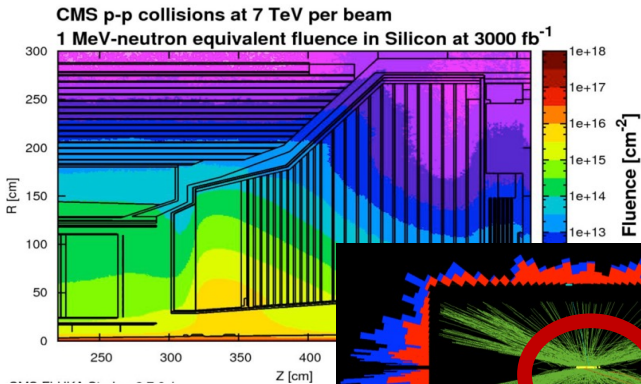 CMS p-p collisions at 7 TeV per beam
1 MeV-neutron equivalent fluence in Silicon at 3000 fb⁻¹
300
250
200
150
100
50
0
R [cm]
250
300
350
400
Z [cm]
1e+18
1e+17
1e+16
1e+15
1e+14
1e+13
Fluence [cm⁻²]